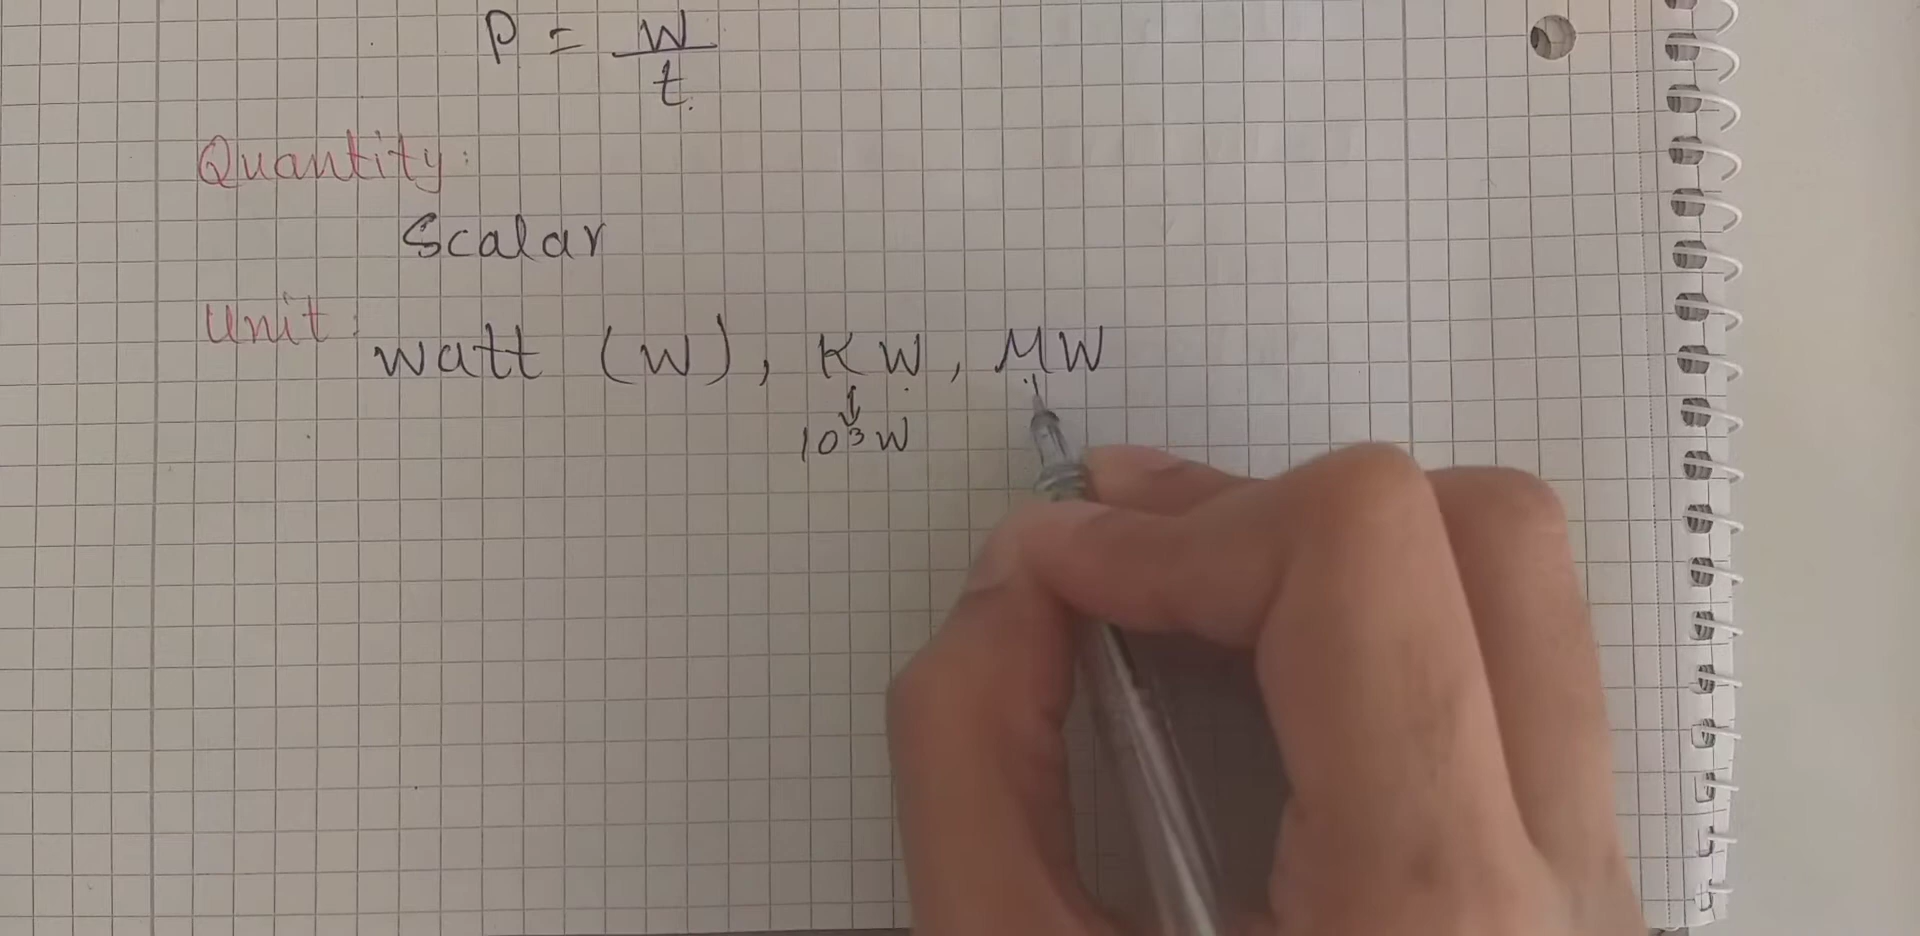 P = W/t
Quantity:
Scalar
Unit:
Watt (W), KW, MW
10³W